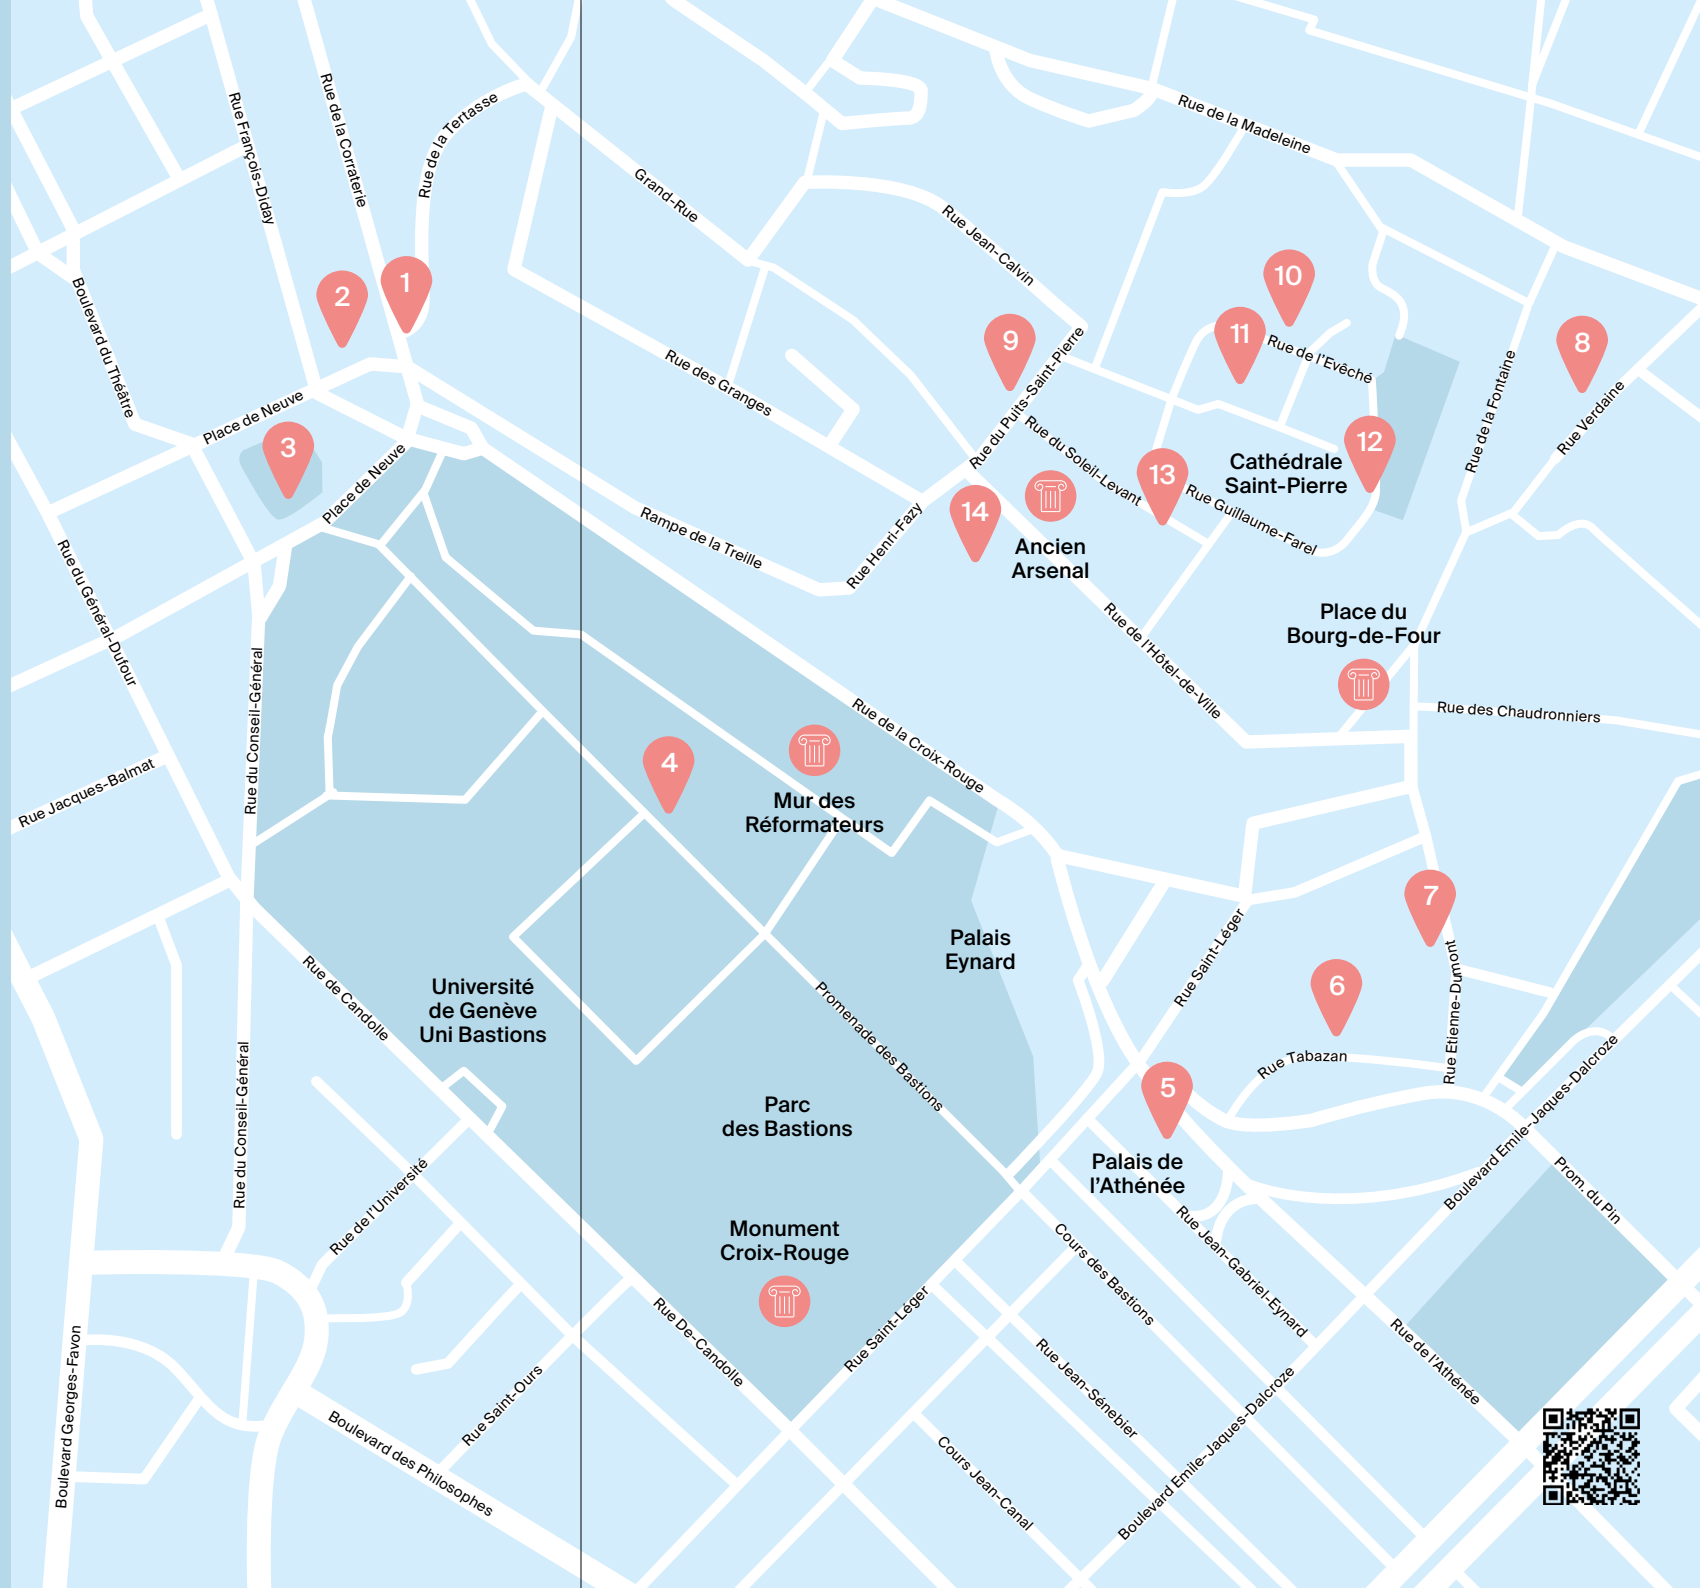 Rue François-Diday
Rue de la Corraterie
Rue de la Tertasse
Grand-Rue
Rue Jean-Calvin
Rue de la Madeleine
Boulevard du Théâtre
2
1
10
11
9
8
Rue de l'Evêché
Rue des Granges
Rue du Puits-Saint-Pierre
Rue de la Fontaine
Rue Verdaine
Place de Neuve
3
Place de Neuve
Rue du Soleil-Levant
12
13
Cathédrale
Saint-Pierre
Rue Guillaume-Farel
14
Ancien
Arsenal
Rampe de la Treille
Rue Henri-Fazy
Rue du Général-Dufour
Rue du Conseil-Général
Rue de l'Hôtel-de-Ville
Place du
Bourg-de-Four
Rue des Chaudronniers
Rue Jacques-Balmat
4
Mur des
Réformateurs
Rue de la Croix-Rouge
Palais
Eynard
7
6
Rue Saint-Léger
Rue Etienne-Dumont
Rue Tabazan
Rue de Candolle
Université
de Genève
Uni Bastions
Promenade des Bastions
5
Palais de
l'Athénée
Parc
des Bastions
Boulevard Emile-Jaques-Dalcroze
Prom. du Pin
Rue du Conseil-Général
Rue de l'Université
Monument
Croix-Rouge
Cours des Bastions
Rue Jean-Gabriel-Eynard
Rue de l'Athénée
Boulevard Georges-Favon
Rue Saint-Ours
Boulevard des Philosophes
Rue De-Candolle
Rue Saint-Léger
Rue Jean-Sénebier
Cours Jean-Canal
Boulevard Emile-Jaques-Dalcroze